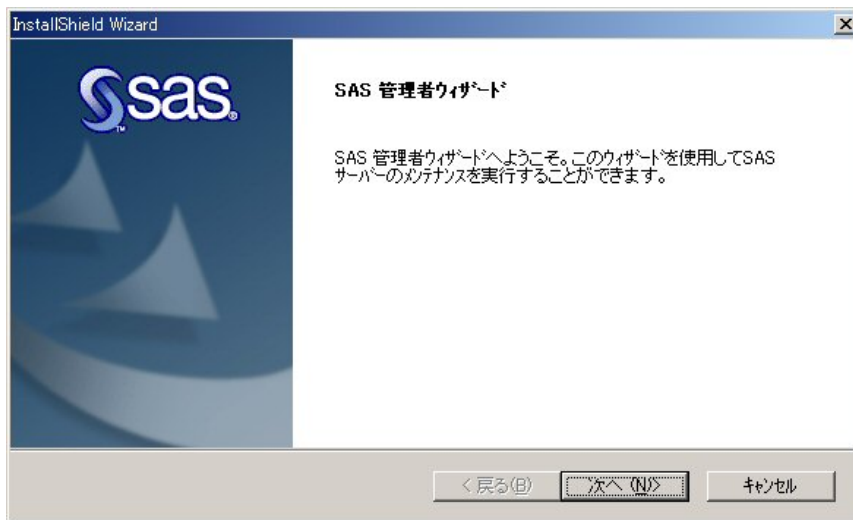 InstallShield Wizard
sas®
TM
SAS 管理者ウィザード
SAS 管理者ウィザードへようこそ。このウィザードを使用してSAS
サーバーのメンテナンスを実行することができます。
< 戻る(B)
次へ (N)>
キャンセル